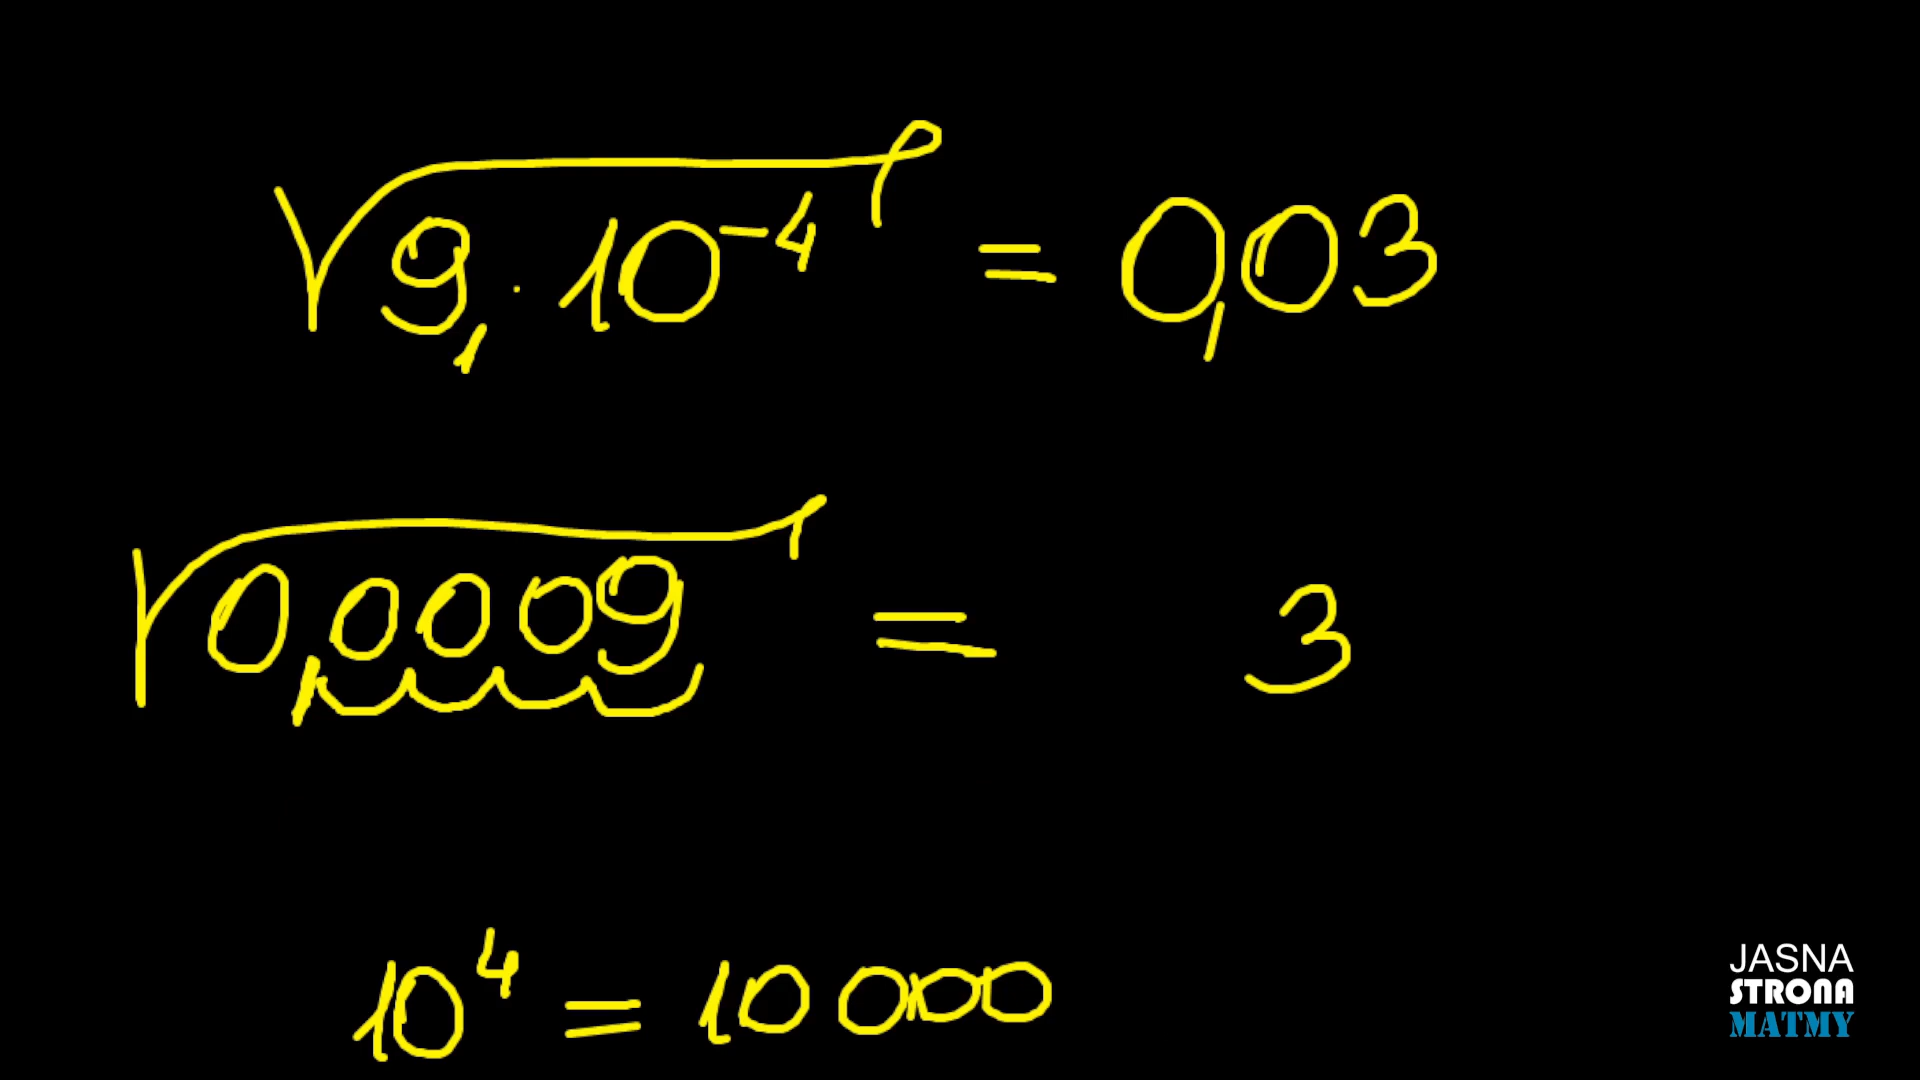 √9,·10⁻⁴ = 0,03
√0,0009 = 3
10⁴ = 10 000
JASNA
STRONA
MATMY